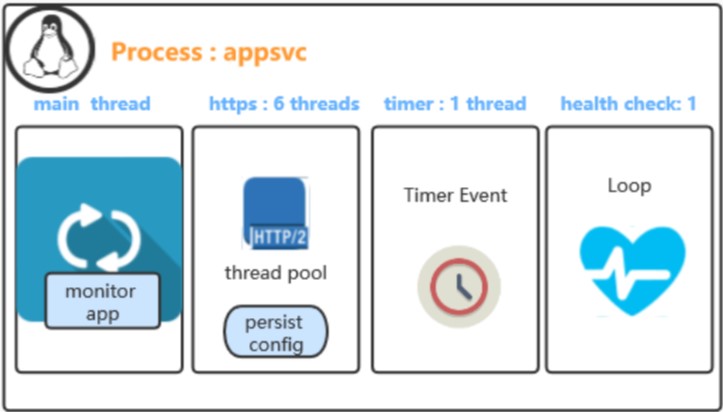 Process : appsvc
main thread
https : 6 threads
timer : 1 thread
health check: 1
monitor
app
HTTP/2
thread pool
persist
config
Timer Event
Loop